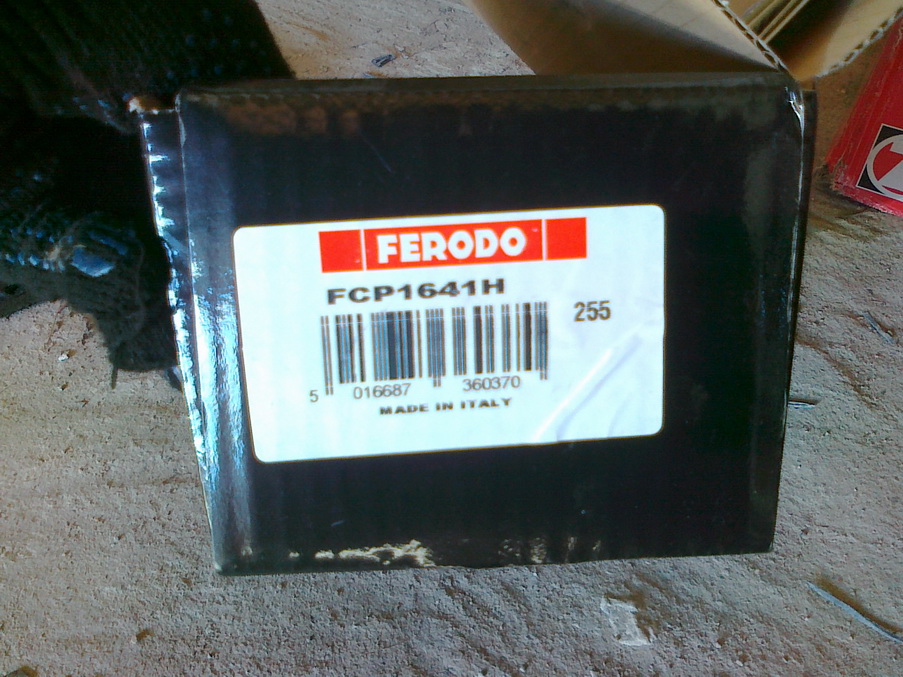 FERODO
FCP1641H
255
5 016687 360370
MADE IN ITALY